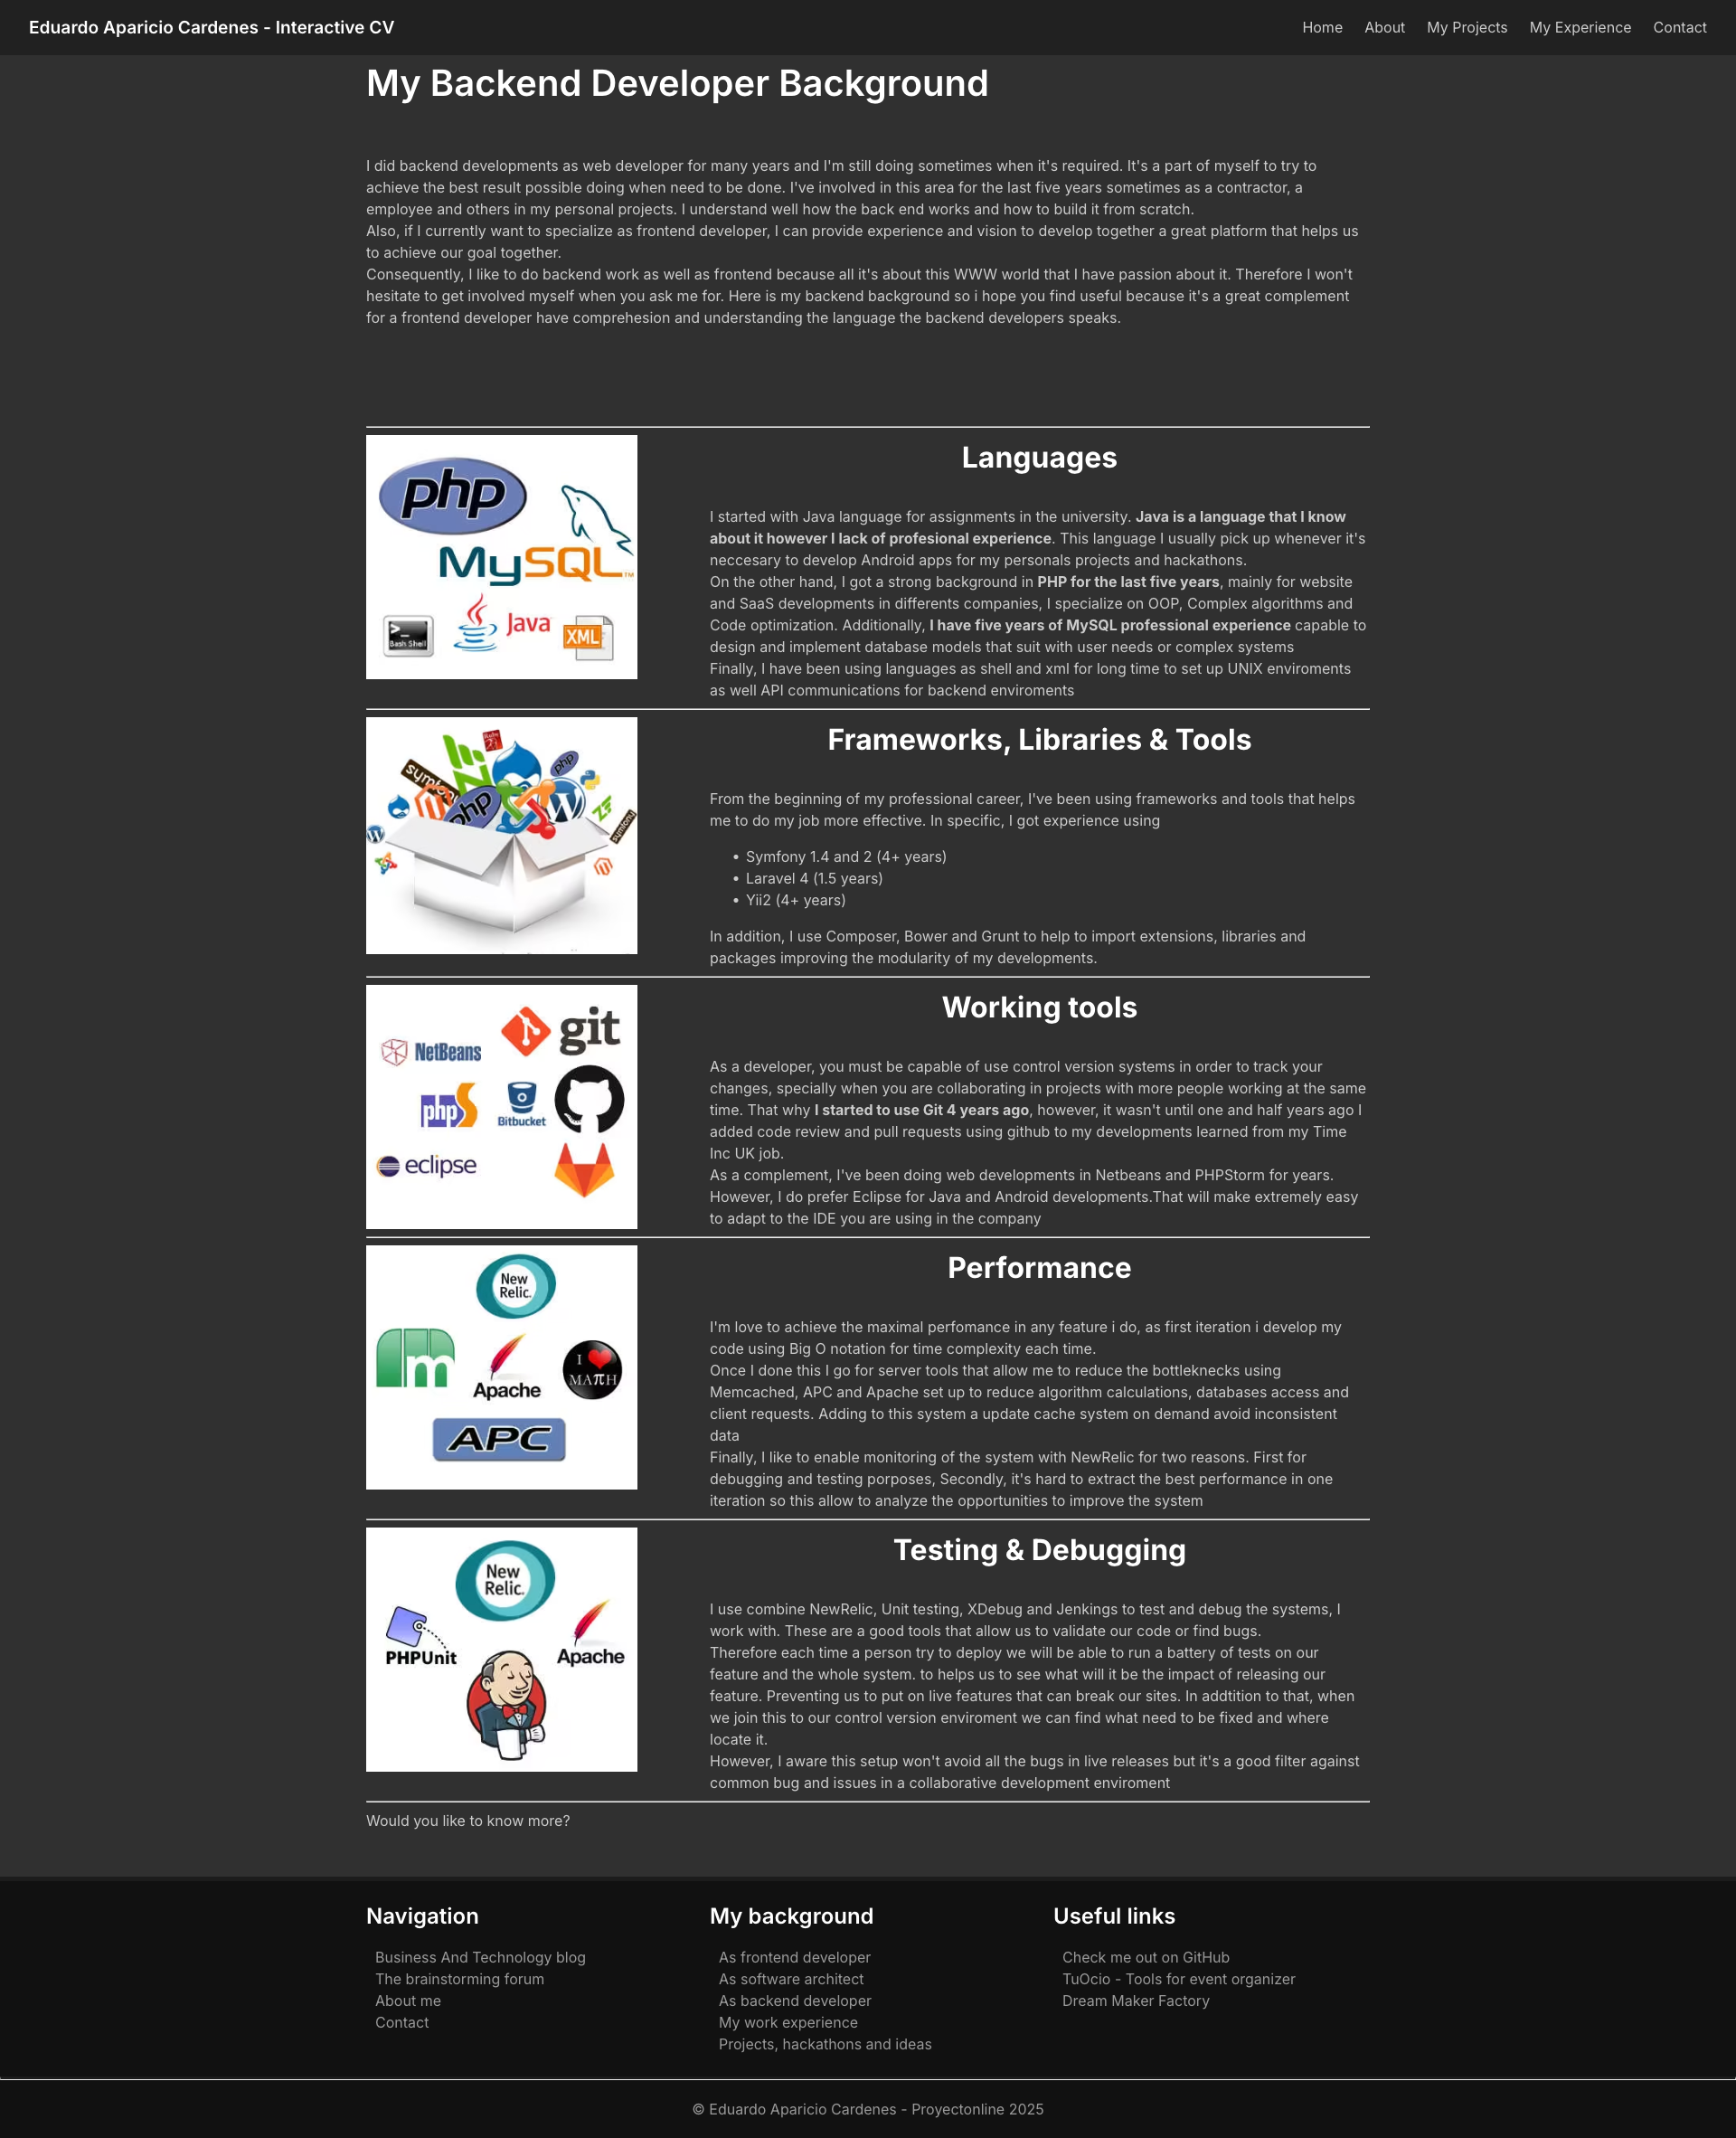 Eduardo Aparicio Cardenes - Interactive CV
Home
About
My Projects
My Experience
Contact
My Backend Developer Background
I did backend developments as web developer for many years and I'm still doing sometimes when it's required. It's a part of myself to try to
achieve the best result possible doing when need to be done. I've involved in this area for the last five years sometimes as a contractor, a
employee and others in my personal projects. I understand well how the back end works and how to build it from scratch.
Also, if I currently want to specialize as frontend developer, I can provide experience and vision to develop together a great platform that helps us
to achieve our goal together.
Consequently, I like to do backend work as well as frontend because all it's about this WWW world that I have passion about it. Therefore I won't
hesitate to get involved myself when you ask me for. Here is my backend background so i hope you find useful because it's a great complement
for a frontend developer have comprehesion and understanding the language the backend developers speaks.
php
MySQL™
Bash Shell
Java
XML
Languages
I started with Java language for assignments in the university. Java is a language that I know
about it however I lack of profesional experience. This language I usually pick up whenever it's
neccesary to develop Android apps for my personals projects and hackathons.
On the other hand, I got a strong background in PHP for the last five years, mainly for website
and SaaS developments in differents companies, I specialize on OOP, Complex algorithms and
Code optimization. Additionally, I have five years of MySQL professional experience capable to
design and implement database models that suit with user needs or complex systems
Finally, I have been using languages as shell and xml for long time to set up UNIX enviroments
as well API communications for backend enviroments
symfony
php
php
symfony
Frameworks, Libraries & Tools
From the beginning of my professional career, I've been using frameworks and tools that helps
me to do my job more effective. In specific, I got experience using
• Symfony 1.4 and 2 (4+ years)
• Laravel 4 (1.5 years)
• Yii2 (4+ years)
In addition, I use Composer, Bower and Grunt to help to import extensions, libraries and
packages improving the modularity of my developments.
git
NetBeans
phpS
Bitbucket
eclipse
Working tools
As a developer, you must be capable of use control version systems in order to track your
changes, specially when you are collaborating in projects with more people working at the same
time. That why I started to use Git 4 years ago, however, it wasn't until one and half years ago I
added code review and pull requests using github to my developments learned from my Time
Inc UK job.
As a complement, I've been doing web developments in Netbeans and PHPStorm for years.
However, I do prefer Eclipse for Java and Android developments.That will make extremely easy
to adapt to the IDE you are using in the company
New
Relic.
m
Apache
I
MAπH
APC
Performance
I'm love to achieve the maximal perfomance in any feature i do, as first iteration i develop my
code using Big O notation for time complexity each time.
Once I done this I go for server tools that allow me to reduce the bottleknecks using
Memcached, APC and Apache set up to reduce algorithm calculations, databases access and
client requests. Adding to this system a update cache system on demand avoid inconsistent
data
Finally, I like to enable monitoring of the system with NewRelic for two reasons. First for
debugging and testing porposes, Secondly, it's hard to extract the best performance in one
iteration so this allow to analyze the opportunities to improve the system
New
Relic.
PHPUnit
Apache
Testing & Debugging
I use combine NewRelic, Unit testing, XDebug and Jenkings to test and debug the systems, I
work with. These are a good tools that allow us to validate our code or find bugs.
Therefore each time a person try to deploy we will be able to run a battery of tests on our
feature and the whole system. to helps us to see what will it be the impact of releasing our
feature. Preventing us to put on live features that can break our sites. In addtition to that, when
we join this to our control version enviroment we can find what need to be fixed and where
locate it.
However, I aware this setup won't avoid all the bugs in live releases but it's a good filter against
common bug and issues in a collaborative development enviroment
Would you like to know more?
Navigation
Business And Technology blog
The brainstorming forum
About me
Contact
My background
As frontend developer
As software architect
As backend developer
My work experience
Projects, hackathons and ideas
Useful links
Check me out on GitHub
TuOcio - Tools for event organizer
Dream Maker Factory
© Eduardo Aparicio Cardenes - Proyectonline 2025